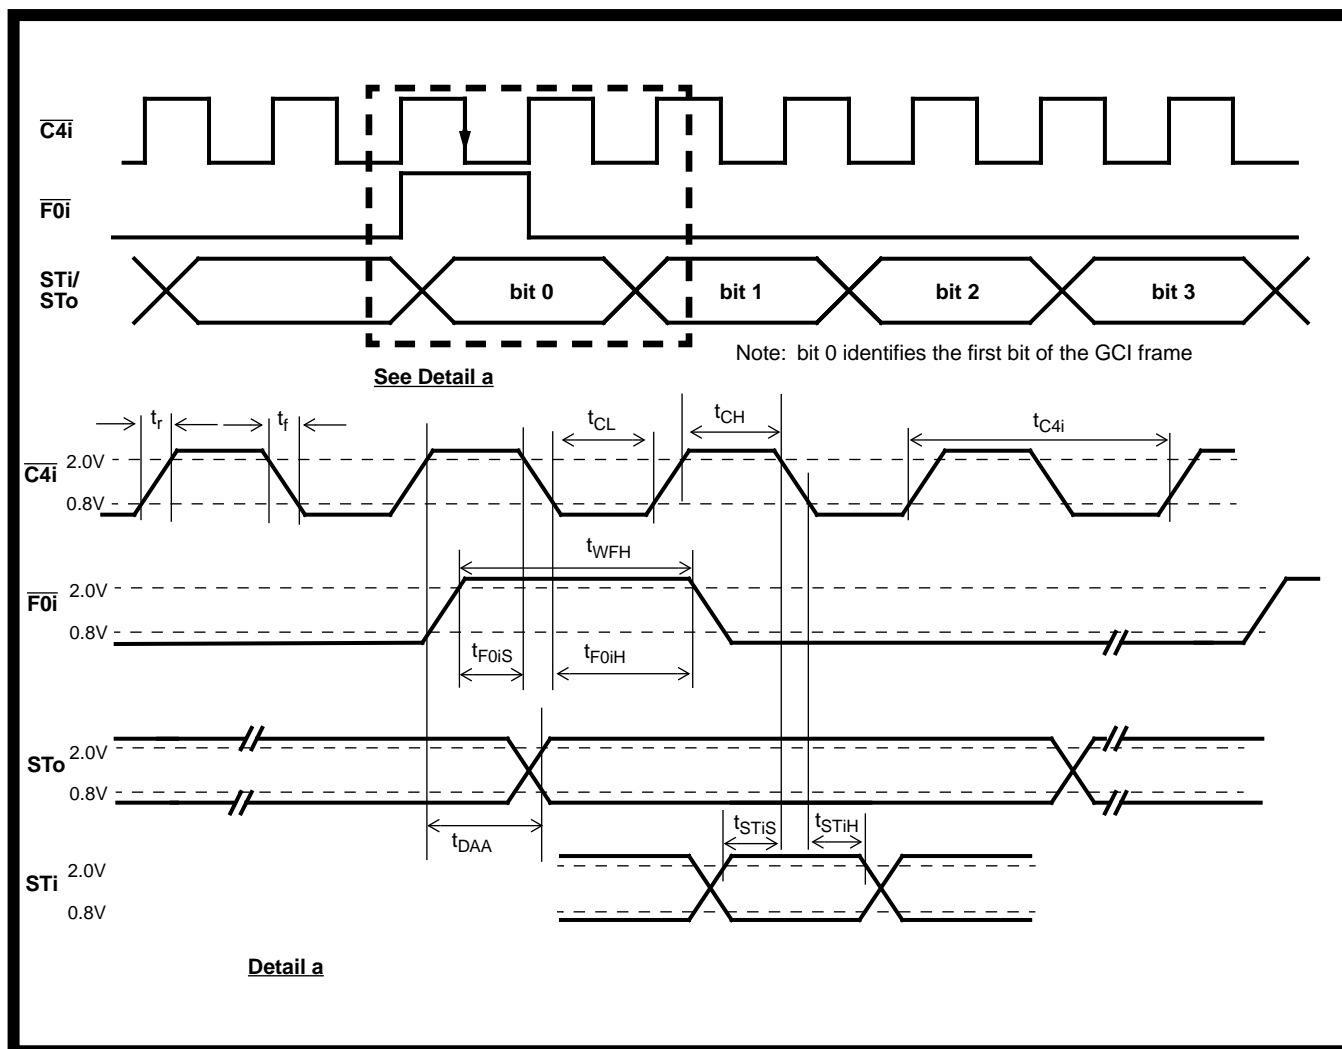 C4i
F0i
STi/
STo
bit 0
bit 1
bit 2
bit 3
Note: bit 0 identifies the first bit of the GCI frame
See Detail a
tr
tf
tCL
tCH
tC4i
C4i
2.0V
0.8V
tWFH
F0i
2.0V
0.8V
tF0iS
tF0iH
STo
2.0V
0.8V
tDAA
tSTiS
tSTiH
STi
2.0V
0.8V
Detail a